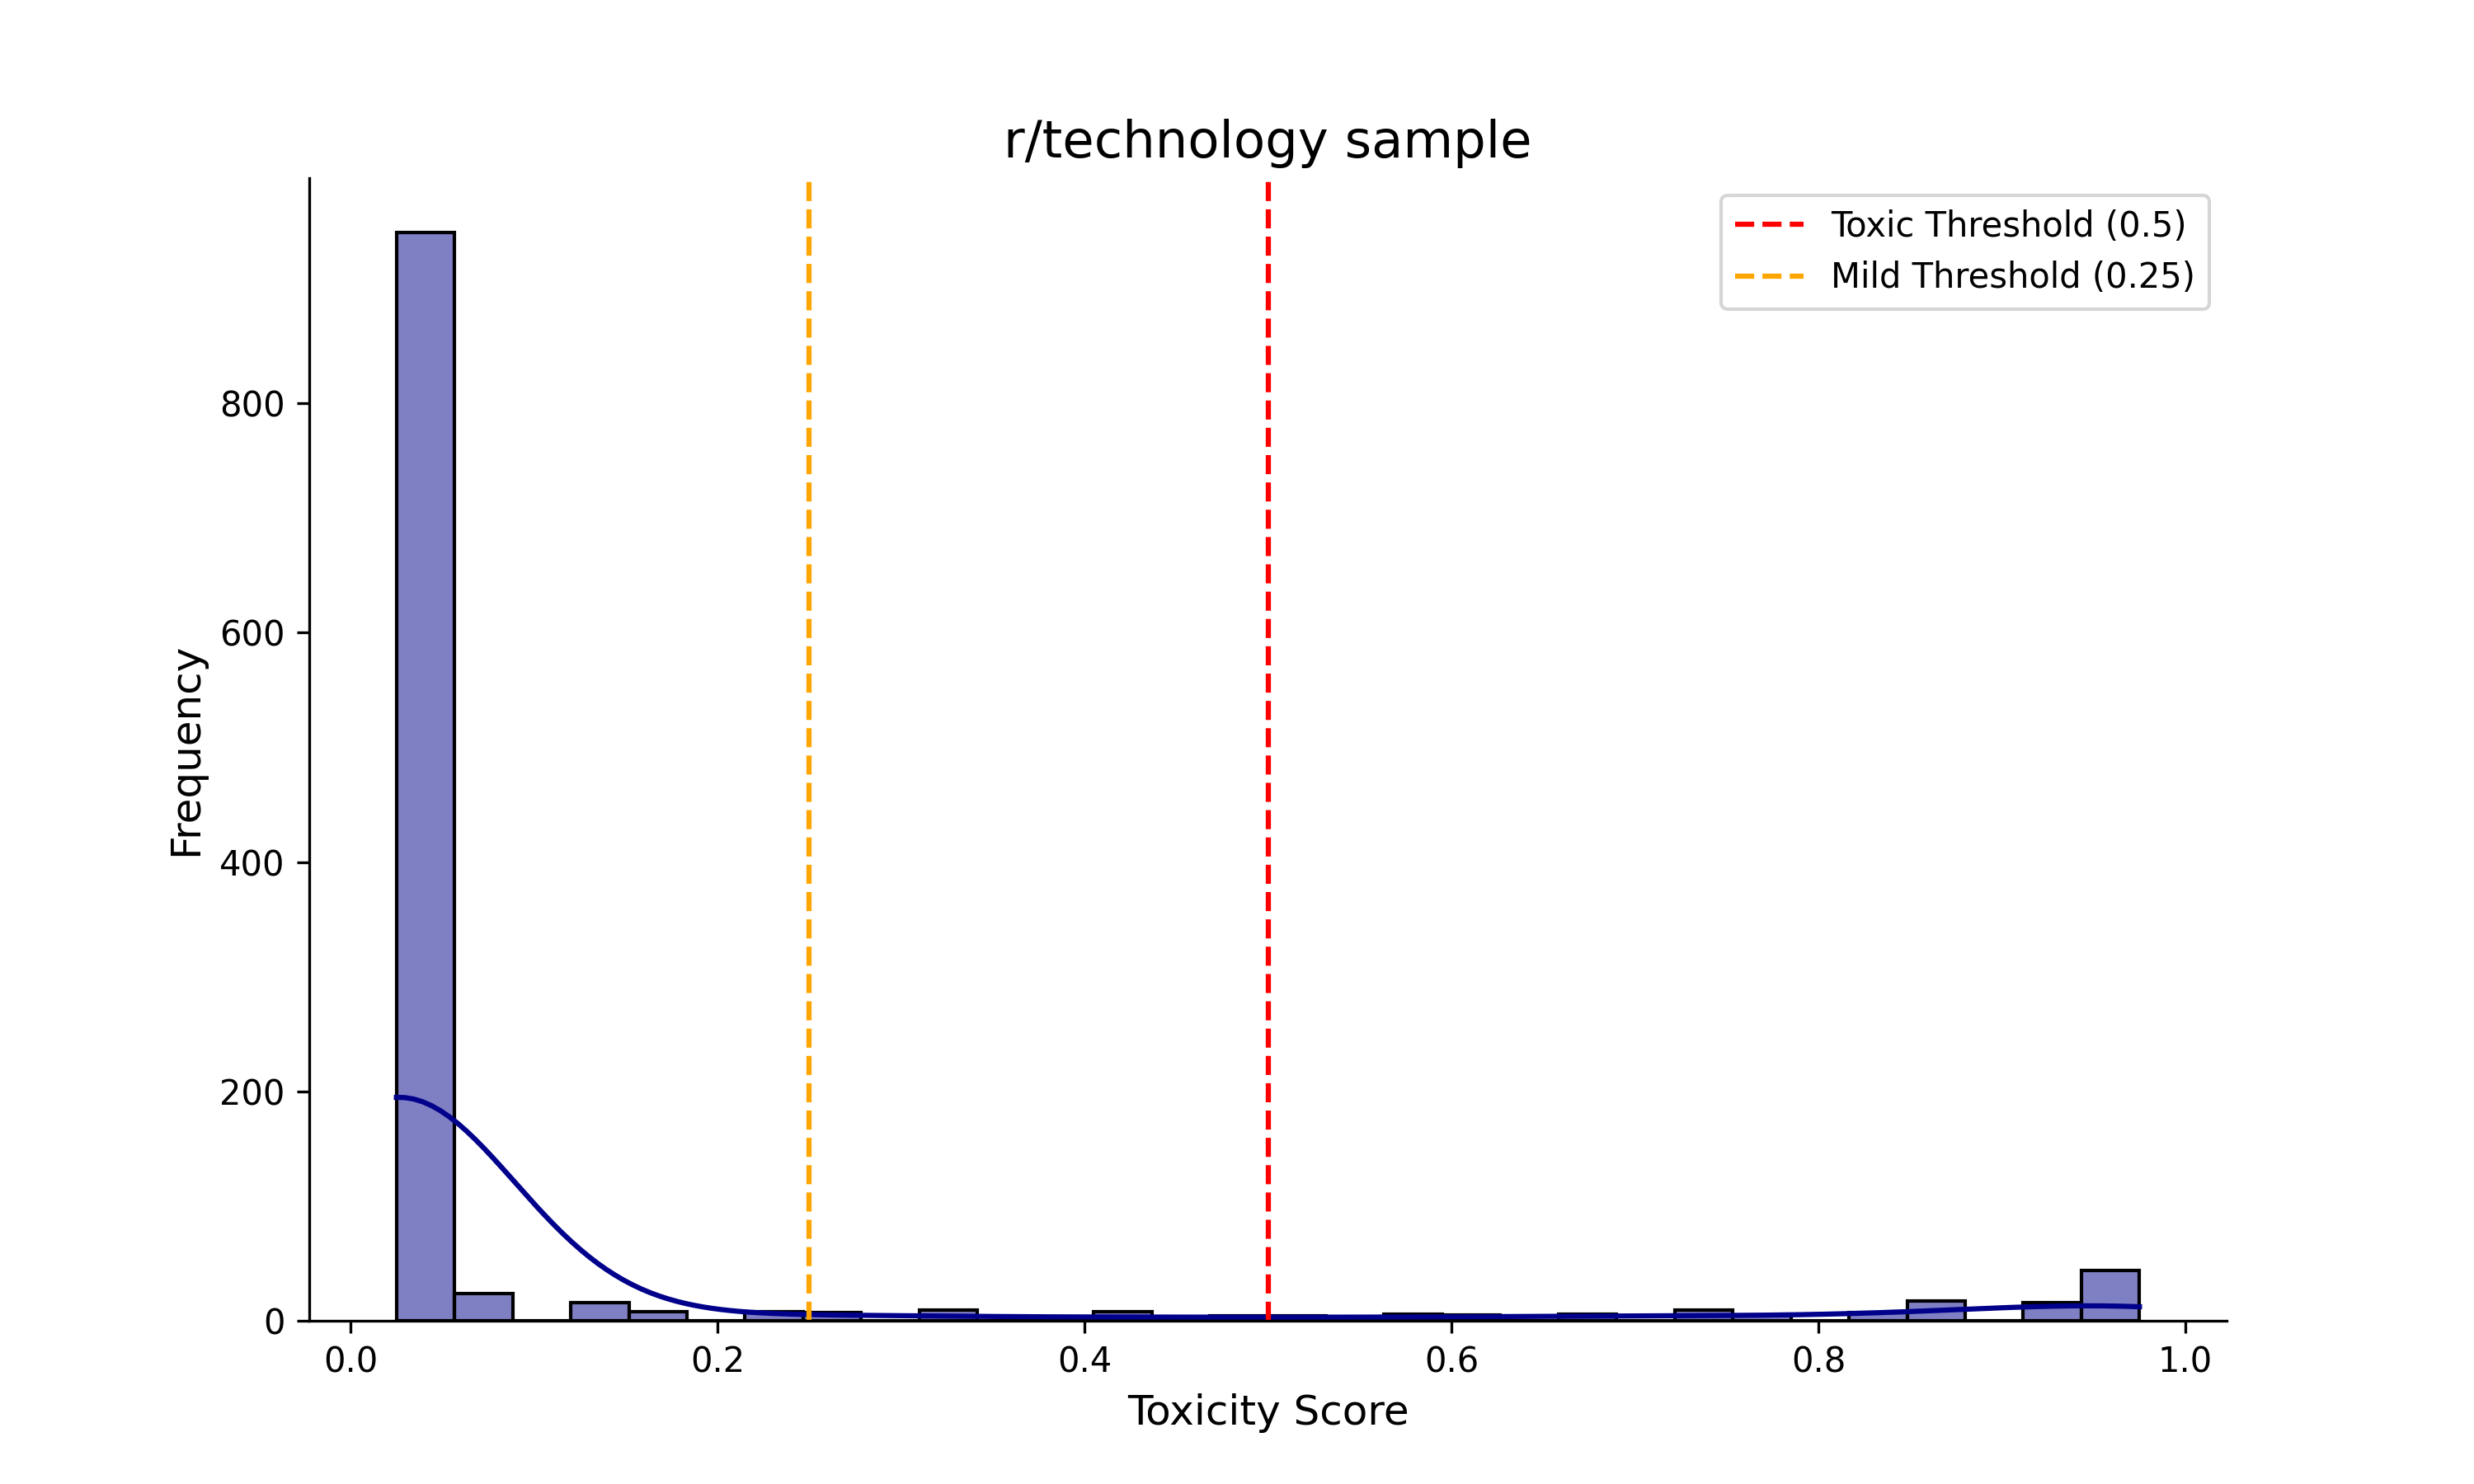 r/technology sample
Toxic Threshold (0.5)
Mild Threshold (0.25)
Frequency
800
600
400
200
0
0.0 0.2 0.4 0.6 0.8 1.0
Toxicity Score